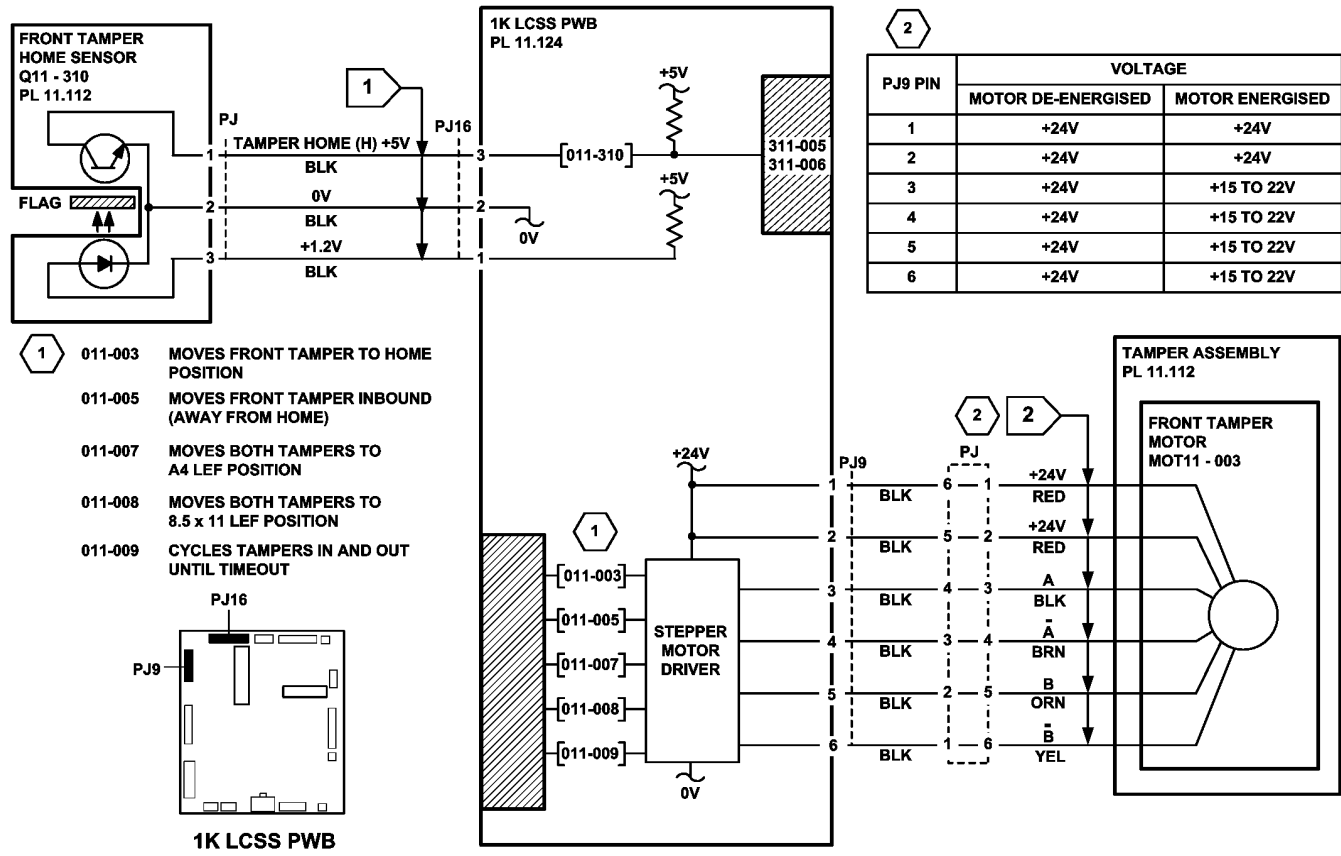 FRONT TAMPER
HOME SENSOR
Q11 - 310
PL 11.112
FLAG
PJ
1
TAMPER HOME (H) +5V
BLK
2
0V
BLK
3
+1.2V
BLK
1
PJ16
3
2
1
1K LCSS PWB
PL 11.124
[011-310]
+5V
+5V
0V
311-005
311-006
2
PJ9 PIN
VOLTAGE
MOTOR DE-ENERGISED MOTOR ENERGISED
1 +24V +24V
2 +24V +24V
3 +24V +15 TO 22V
4 +24V +15 TO 22V
5 +24V +15 TO 22V
6 +24V +15 TO 22V
1
011-003 MOVES FRONT TAMPER TO HOME
POSITION
011-005 MOVES FRONT TAMPER INBOUND
(AWAY FROM HOME)
011-007 MOVES BOTH TAMPERS TO
A4 LEF POSITION
011-008 MOVES BOTH TAMPERS TO
8.5 x 11 LEF POSITION
011-009 CYCLES TAMPERS IN AND OUT
UNTIL TIMEOUT
PJ16
PJ9
1K LCSS PWB
1
[011-003]
[011-005]
[011-007]
[011-008]
[011-009]
+24V
STEPPER
MOTOR
DRIVER
0V
PJ9
2
2
PJ
1 BLK 6 1 +24V
RED
2 BLK 5 2 +24V
RED
3 BLK 4 3 A
BLK
4 BLK 3 4 Ā
BRN
5 BLK 2 5 B
ORN
6 BLK 1 6 B̄
YEL
TAMPER ASSEMBLY
PL 11.112
FRONT TAMPER
MOTOR
MOT11 - 003